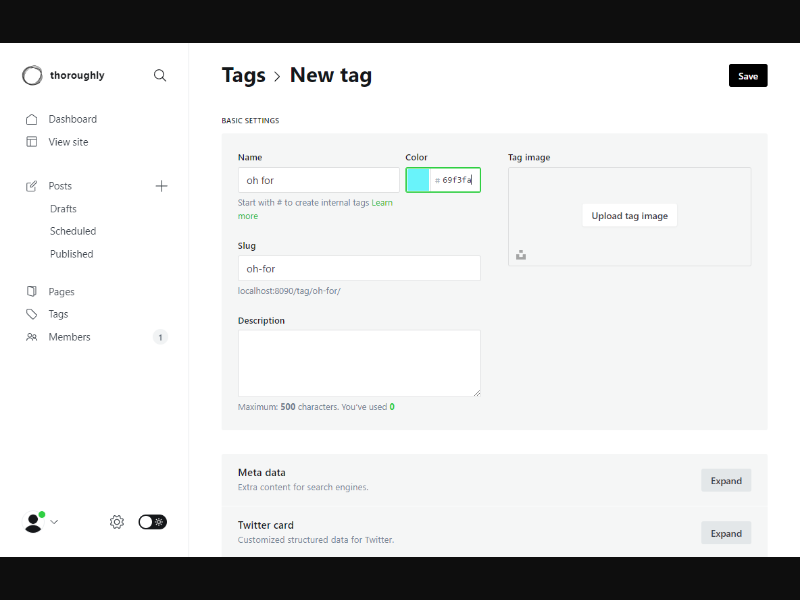 thoroughly
Dashboard
View site
Posts
Drafts
Scheduled
Published
Pages
Tags
Members 1
Tags > New tag
Save
BASIC SETTINGS
Name
oh for
Start with # to create internal tags Learn
more
Color
# 69f3fa
Slug
oh-for
localhost:8090/tag/oh-for/
Description
Maximum: 500 characters. You've used 0
Tag image
Upload tag image
Meta data
Extra content for search engines.
Expand
Twitter card
Customized structured data for Twitter.
Expand